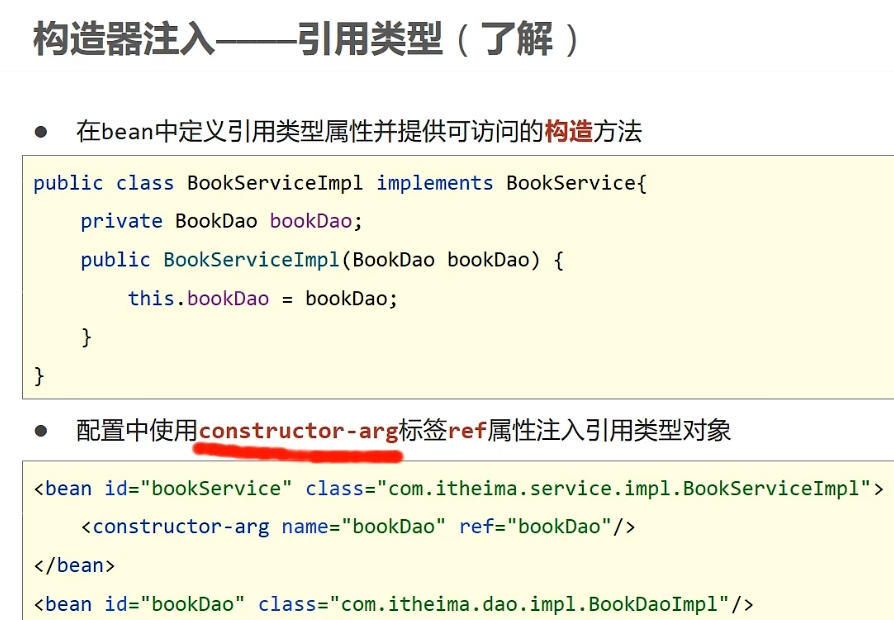 构造器注入——引用类型（了解）
● 在bean中定义引用类型属性并提供可访问的构造方法
public class BookServiceImpl implements BookService{
    private BookDao bookDao;
    public BookServiceImpl(BookDao bookDao) {
        this.bookDao = bookDao;
    }
}
● 配置中使用constructor-arg标签ref属性注入引用类型对象
<bean id="bookService" class="com.itheima.service.impl.BookServiceImpl">
    <constructor-arg name="bookDao" ref="bookDao"/>
</bean>
<bean id="bookDao" class="com.itheima.dao.impl.BookDaoImpl"/>